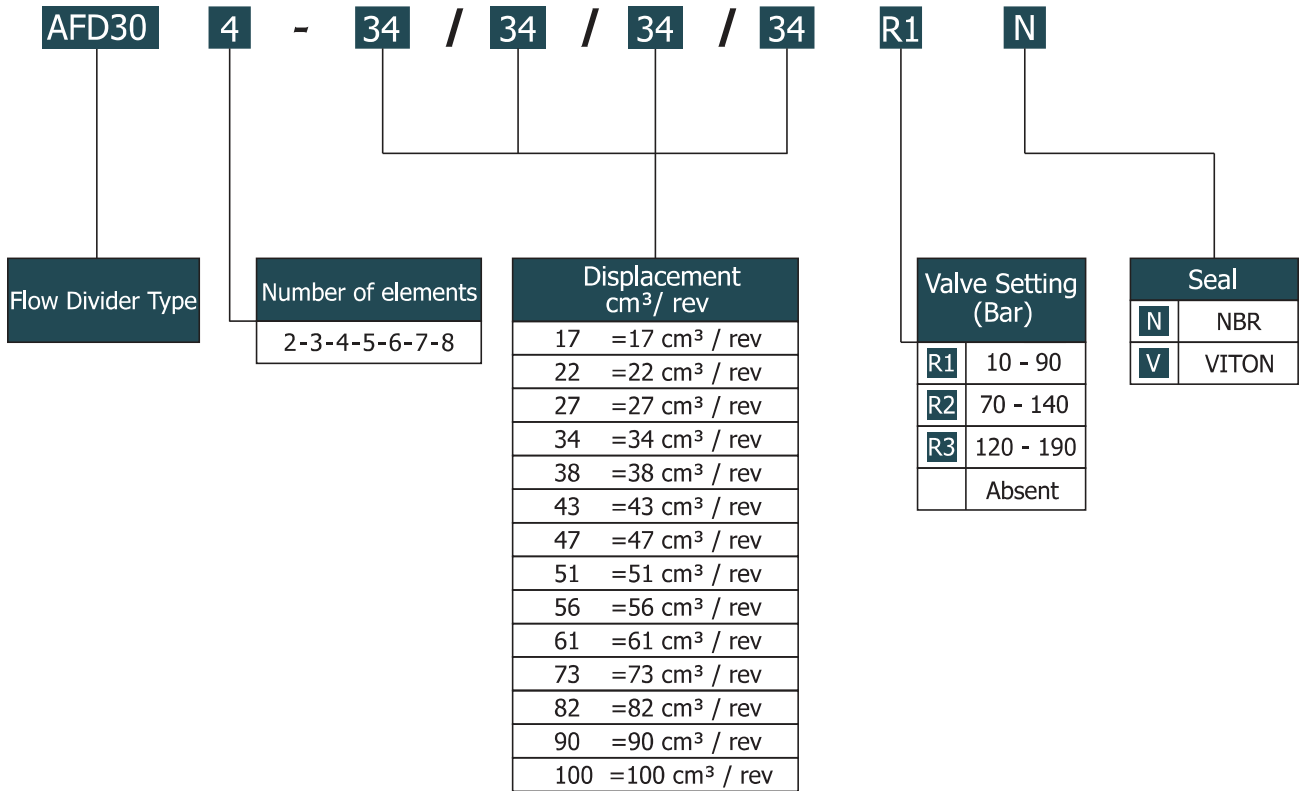 AFD30 4 - 34 / 34 / 34 / 34 R1 N
Flow Divider Type
Number of elements
2-3-4-5-6-7-8
Displacement
cm³/ rev
17 =17 cm³ / rev
22 =22 cm³ / rev
27 =27 cm³ / rev
34 =34 cm³ / rev
38 =38 cm³ / rev
43 =43 cm³ / rev
47 =47 cm³ / rev
51 =51 cm³ / rev
56 =56 cm³ / rev
61 =61 cm³ / rev
73 =73 cm³ / rev
82 =82 cm³ / rev
90 =90 cm³ / rev
100 =100 cm³ / rev
Valve Setting
(Bar)
R1 10 - 90
R2 70 - 140
R3 120 - 190
Absent
Seal
N NBR
V VITON